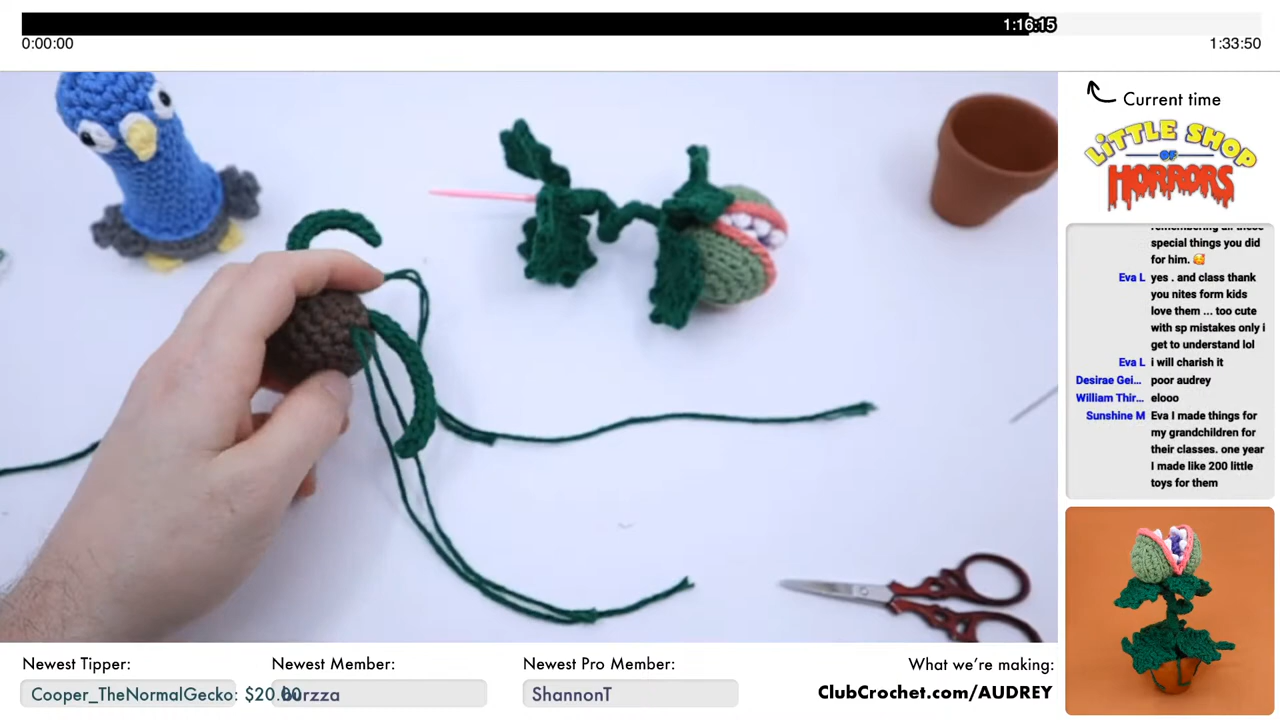 1:16:15
0:00:00
1:33:50
Current time
LiTTLE SHOP
OF
HORRORS
special things you did
for him. 🥰
Eva L yes . and class thank
you nites form kids
love them ... too cute
with sp mistakes only i
get to understand lol
Eva L i will charish it
Desirae Gei... poor audrey
William Thir... elooo
Sunshine M Eva I made things for
my grandchildren for
their classes. one year
I made like 200 little
toys for them
Newest Tipper:
Cooper_TheNormalGecko: $20.00
Newest Member:
burzza
Newest Pro Member:
ShannonT
What we're making:
ClubCrochet.com/AUDREY